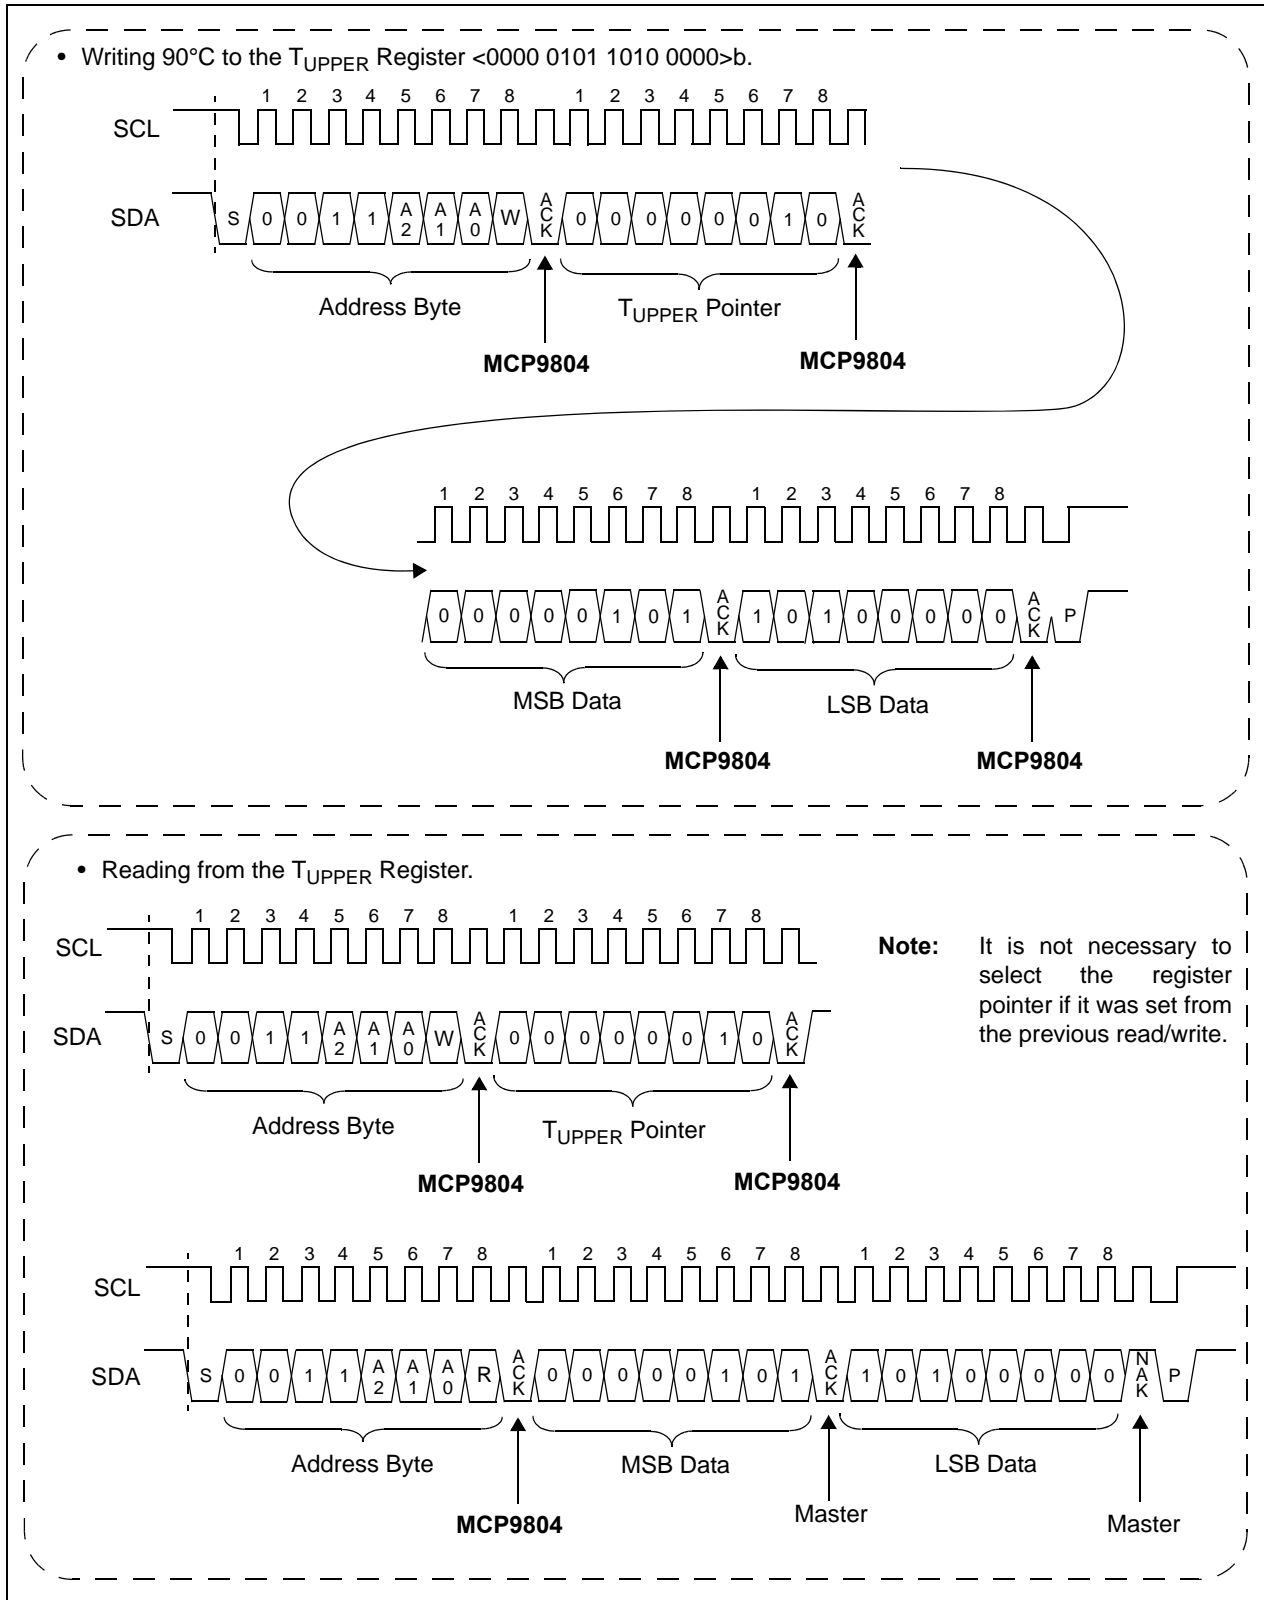 • Writing 90°C to the TUPPER Register <0000 0101 1010 0000>b.
1 2 3 4 5 6 7 8 1 2 3 4 5 6 7 8
SCL
SDA S 0 0 1 1 A2 A1 A0 W ACK 0 0 0 0 0 0 1 0 ACK
Address Byte TUPPER Pointer
MCP9804 MCP9804
1 2 3 4 5 6 7 8 1 2 3 4 5 6 7 8
0 0 0 0 0 1 0 1 ACK 1 0 1 0 0 0 0 0 ACK P
MSB Data LSB Data
MCP9804 MCP9804
• Reading from the TUPPER Register.
1 2 3 4 5 6 7 8 1 2 3 4 5 6 7 8
SCL
SDA S 0 0 1 1 A2 A1 A0 W ACK 0 0 0 0 0 0 1 0 ACK
Address Byte TUPPER Pointer
MCP9804 MCP9804
Note: It is not necessary to
select the register
pointer if it was set from
the previous read/write.
1 2 3 4 5 6 7 8 1 2 3 4 5 6 7 8 1 2 3 4 5 6 7 8
SCL
SDA S 0 0 1 1 A2 A1 A0 R ACK 0 0 0 0 0 1 0 1 ACK 1 0 1 0 0 0 0 0 NAK P
Address Byte MSB Data LSB Data
MCP9804 Master Master